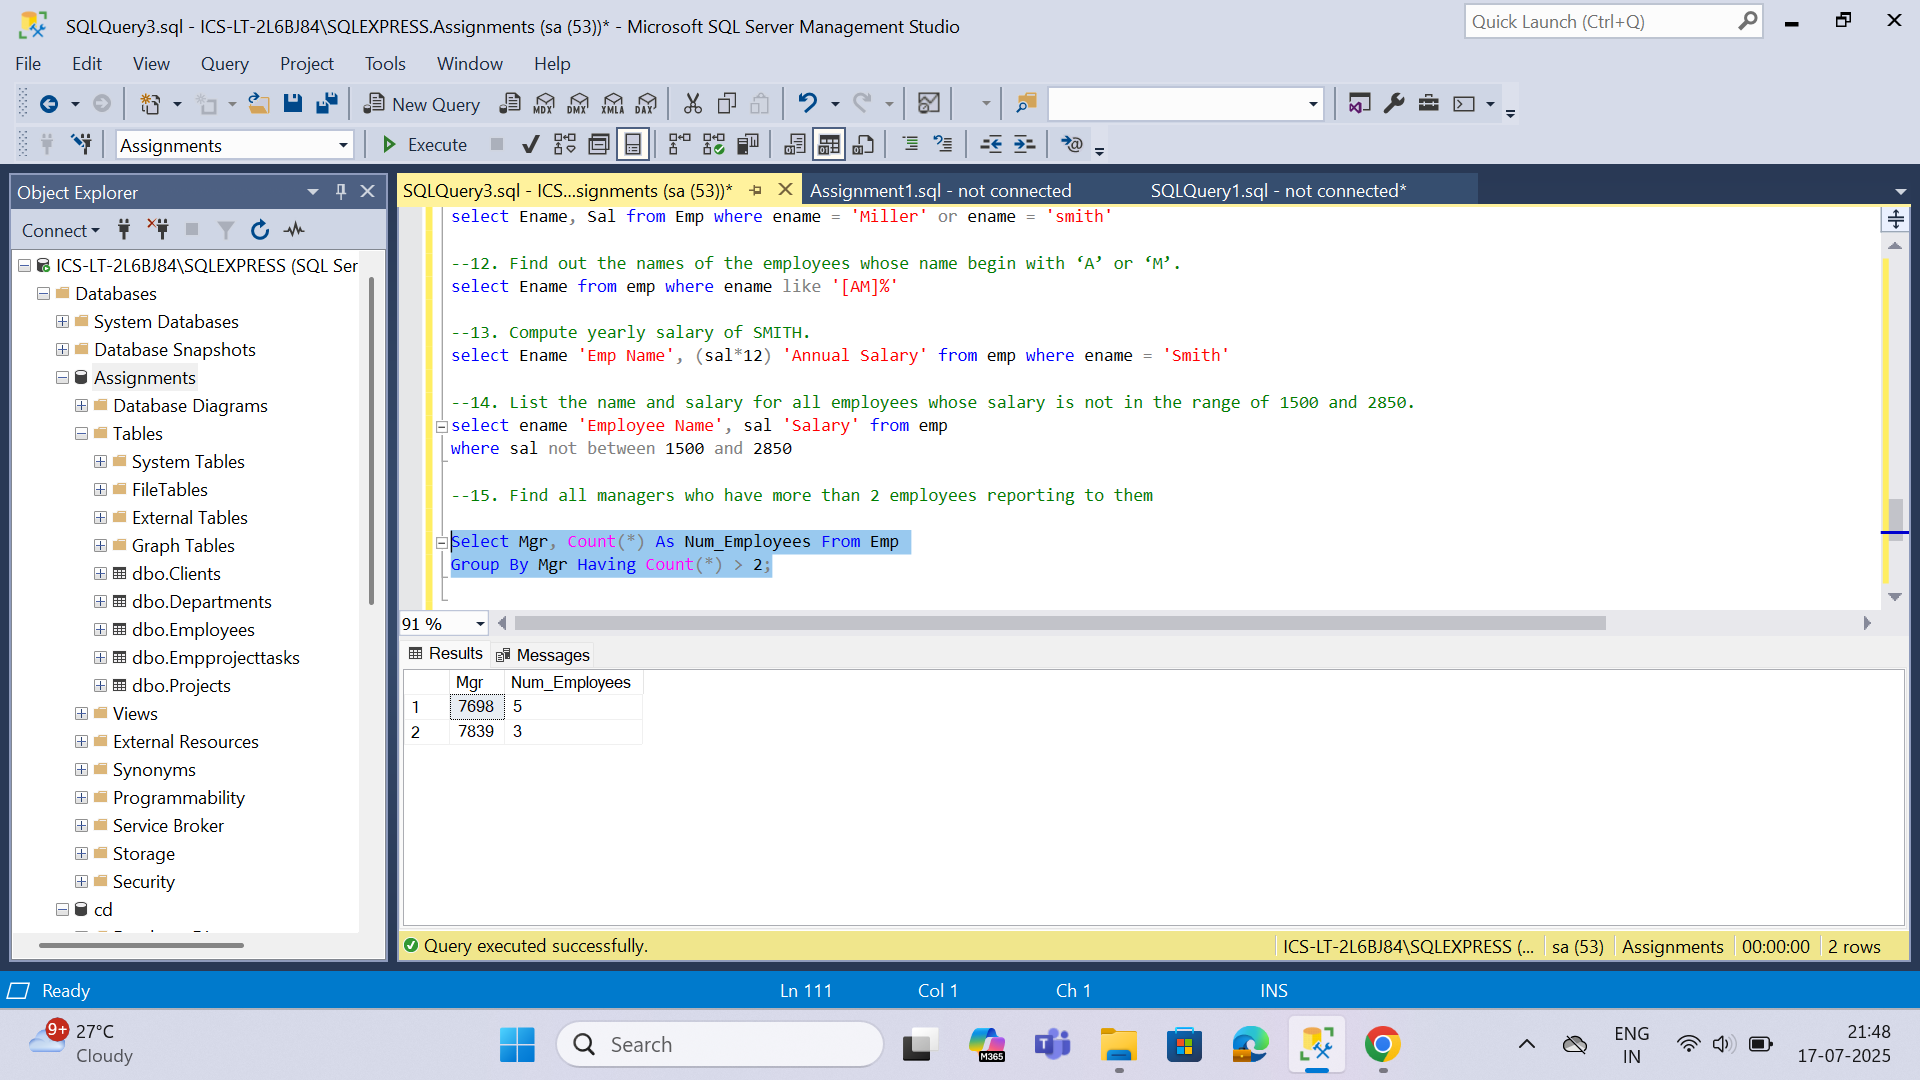 SQLQuery3.sql - ICS-LT-2L6BJ84\SQLEXPRESS.Assignments (sa (53))* - Microsoft SQL Server Management Studio
Quick Launch (Ctrl+Q)
File Edit View Query Project Tools Window Help
New Query
MDX DMX XMLA DAX
Assignments
Execute
Object Explorer
Connect
ICS-LT-2L6BJ84\SQLEXPRESS (SQL Ser
Databases
System Databases
Database Snapshots
Assignments
Database Diagrams
Tables
System Tables
FileTables
External Tables
Graph Tables
dbo.Clients
dbo.Departments
dbo.Employees
dbo.Empprojecttasks
dbo.Projects
Views
External Resources
Synonyms
Programmability
Service Broker
Storage
Security
cd
SQLQuery3.sql - ICS...signments (sa (53))* Assignment1.sql - not connected SQLQuery1.sql - not connected*
select Ename, Sal from Emp where ename = 'Miller' or ename = 'smith'
--12. Find out the names of the employees whose name begin with ‘A’ or ‘M’.
select Ename from emp where ename like '[AM]%'
--13. Compute yearly salary of SMITH.
select Ename 'Emp Name', (sal*12) 'Annual Salary' from emp where ename = 'Smith'
--14. List the name and salary for all employees whose salary is not in the range of 1500 and 2850.
select ename 'Employee Name', sal 'Salary' from emp
where sal not between 1500 and 2850
--15. Find all managers who have more than 2 employees reporting to them
Select Mgr, Count(*) As Num_Employees From Emp
Group By Mgr Having Count(*) > 2;
91 %
Results Messages
Mgr Num_Employees
1 7698 5
2 7839 3
Query executed successfully.
ICS-LT-2L6BJ84\SQLEXPRESS (... sa (53) Assignments 00:00:00 2 rows
Ready Ln 111 Col 1 Ch 1 INS
9+
27°C
Cloudy
Search
M365
ENG
IN
21:48
17-07-2025